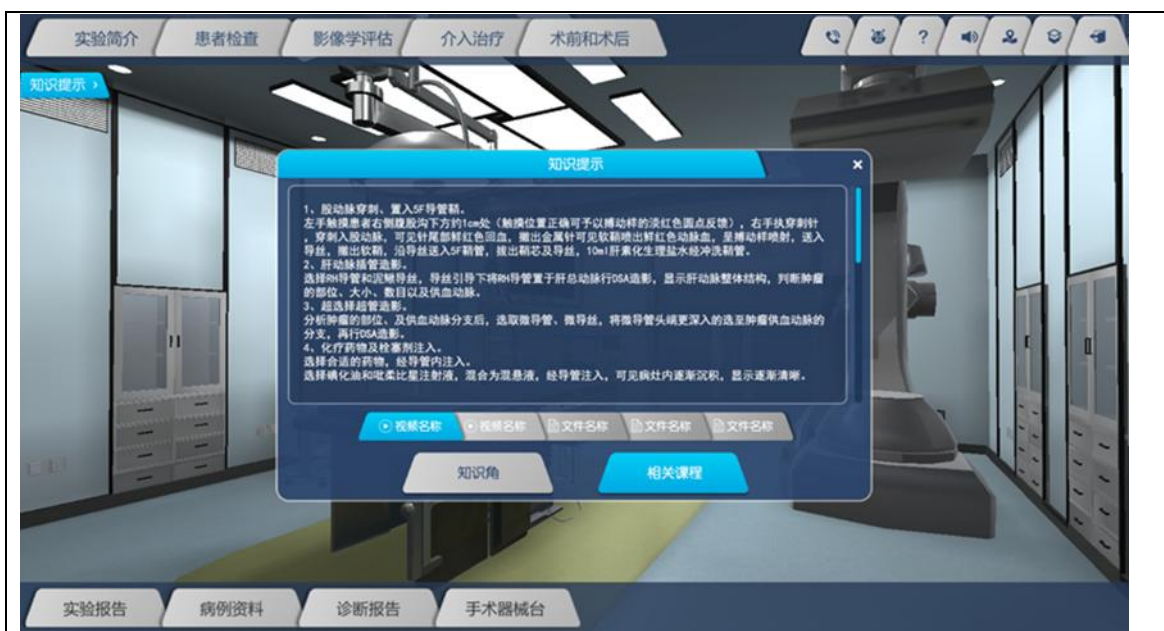 实验简介
患者检查
影像学评估
介入治疗
术前和术后
?
知识提示 ›
知识提示
×
1、股动脉穿刺、置入5F导管鞘。
左手触摸患者右侧腹股沟下方约1cm处（触摸位置正确可予以搏动样的淡红色圆点反馈），右手执穿刺针
，穿刺入股动脉，可见针尾部鲜红色回血，撤出金属针可见软鞘喷出鲜红色动脉血，呈搏动样喷射，送入
导丝，撤出软鞘，沿导丝送入5F鞘管，拔出鞘芯及导丝，10ml肝素化生理盐水经冲洗鞘管。
2、肝动脉插管造影。
选择RH导管和泥鳅导丝，导丝引导下将RH导管置于肝总动脉行DSA造影，显示肝动脉整体结构，判断肿瘤
的部位、大小、数目以及供血动脉。
3、超选择超管造影。
分析肿瘤的部位、及供血动脉分支后，选取微导管、微导丝，将微导管头端更深入的选至肿瘤供血动脉的
分支，再行DSA造影。
4、化疗药物及栓塞剂注入。
选择合适的药物，经导管内注入。
选择碘化油和吡柔比星注射液，混合为混悬液，经导管注入，可见病灶内逐渐沉积，显示逐渐清晰。
视频名称
视频名称
文件名称
文件名称
文件名称
知识角
相关课程
实验报告
病例资料
诊断报告
手术器械台